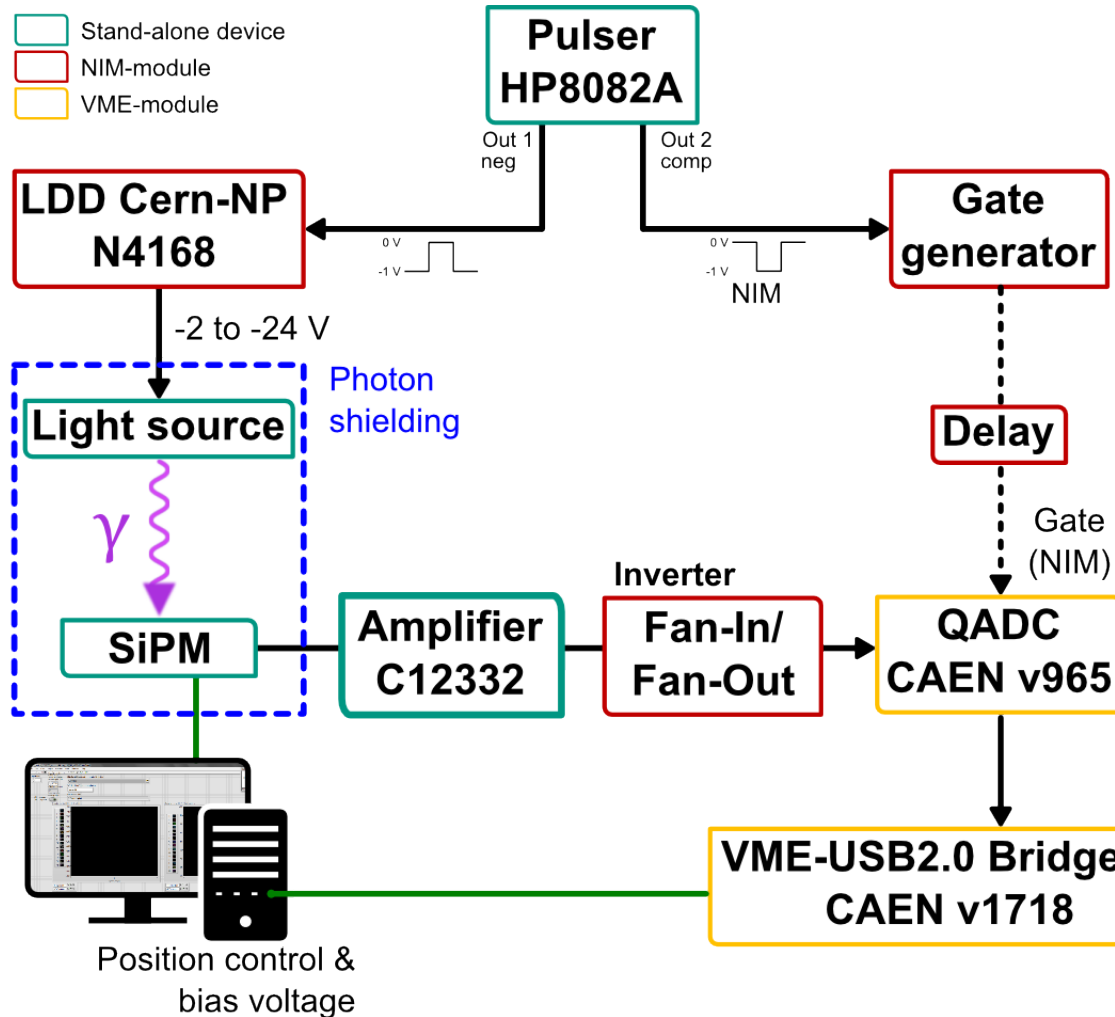 Stand-alone device
NIM-module
VME-module
Pulser
HP8082A
Out 1
neg
Out 2
comp
LDD Cern-NP
N4168
Gate
generator
0 V
-1 V
0 V
-1 V
NIM
-2 to -24 V
Photon
shielding
Light source
Delay
γ
Gate
(NIM)
Inverter
SiPM
Amplifier
C12332
Fan-In/
Fan-Out
QADC
CAEN v965
VME-USB2.0 Bridge
CAEN v1718
Position control &
bias voltage